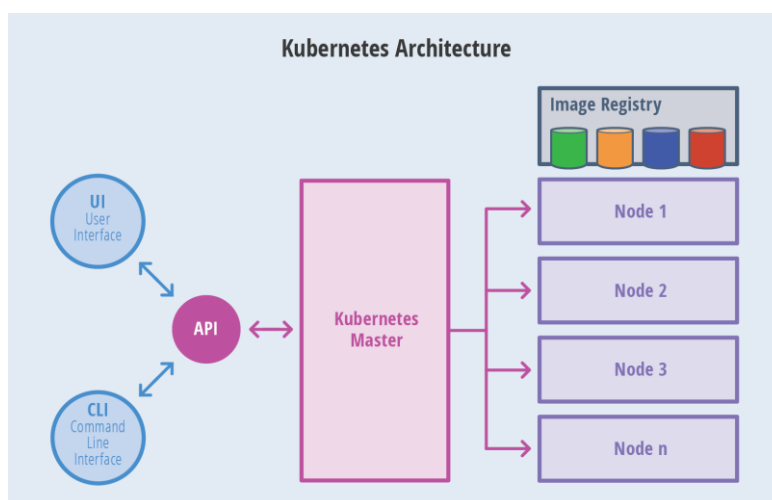 Kubernetes Architecture
Image Registry
UI
User
Interface
Node 1
Node 2
API
Kubernetes
Master
Node 3
CLI
Command
Line
Interface
Node n